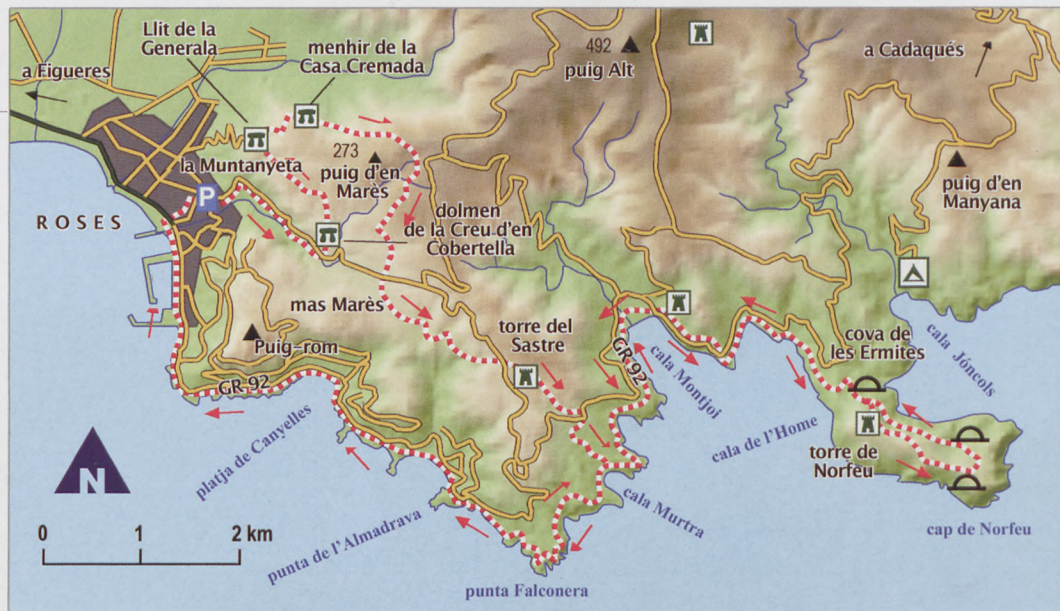 Llit de la
Generala
menhir de la
Casa Cremada
492
puig Alt
a Cadaqués
a Figueres
la Muntanyeta
273
puig d'en
Marès
puig d'en
Manyana
P
ROSES
dolmen
de la Creu d'en
Cobertella
mas Marès
torre del
Sastre
Puig-rom
GR 92
GR 92
cala Montjoi
cova de
les Ermites
cala Jóncols
platja de Canyelles
cala de l'Home
torre de
Norfeu
N
cala Murtra
punta de l'Almadrava
cap de Norfeu
0 1 2 km
punta Falconera